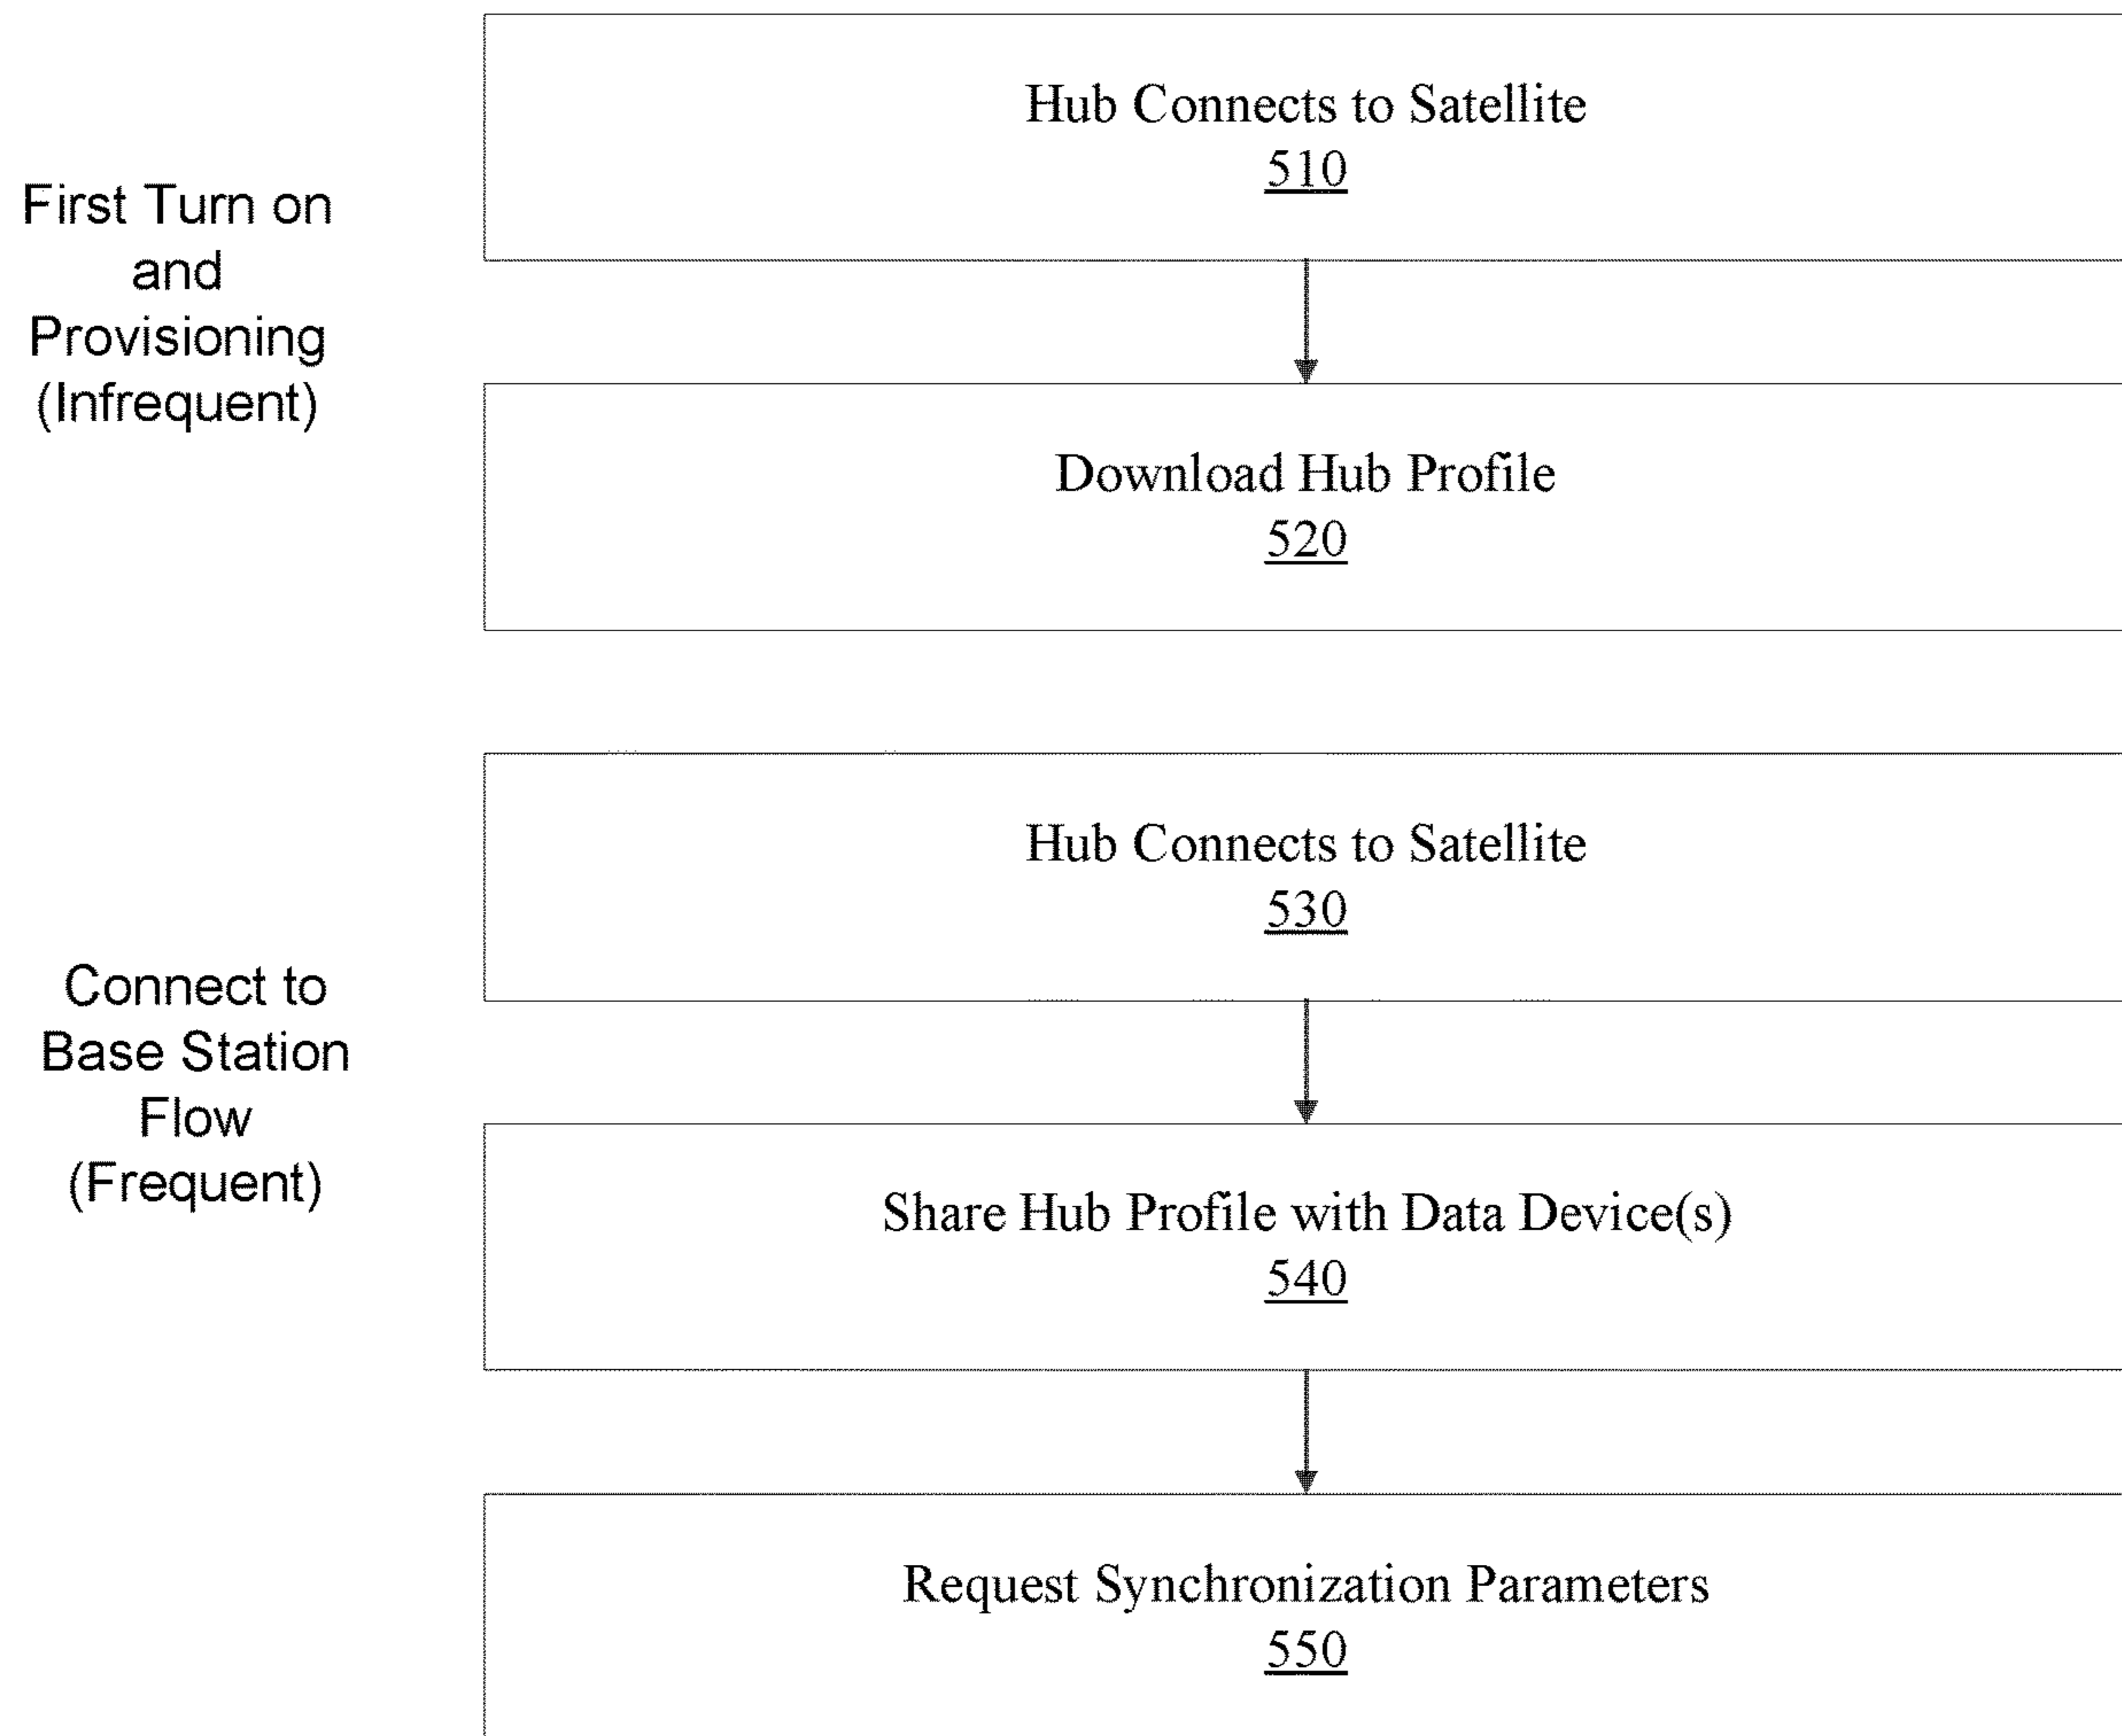 First Turn on
and
Provisioning
(Infrequent)
Hub Connects to Satellite
510
Download Hub Profile
520
Connect to
Base Station
Flow
(Frequent)
Hub Connects to Satellite
530
Share Hub Profile with Data Device(s)
540
Request Synchronization Parameters
550